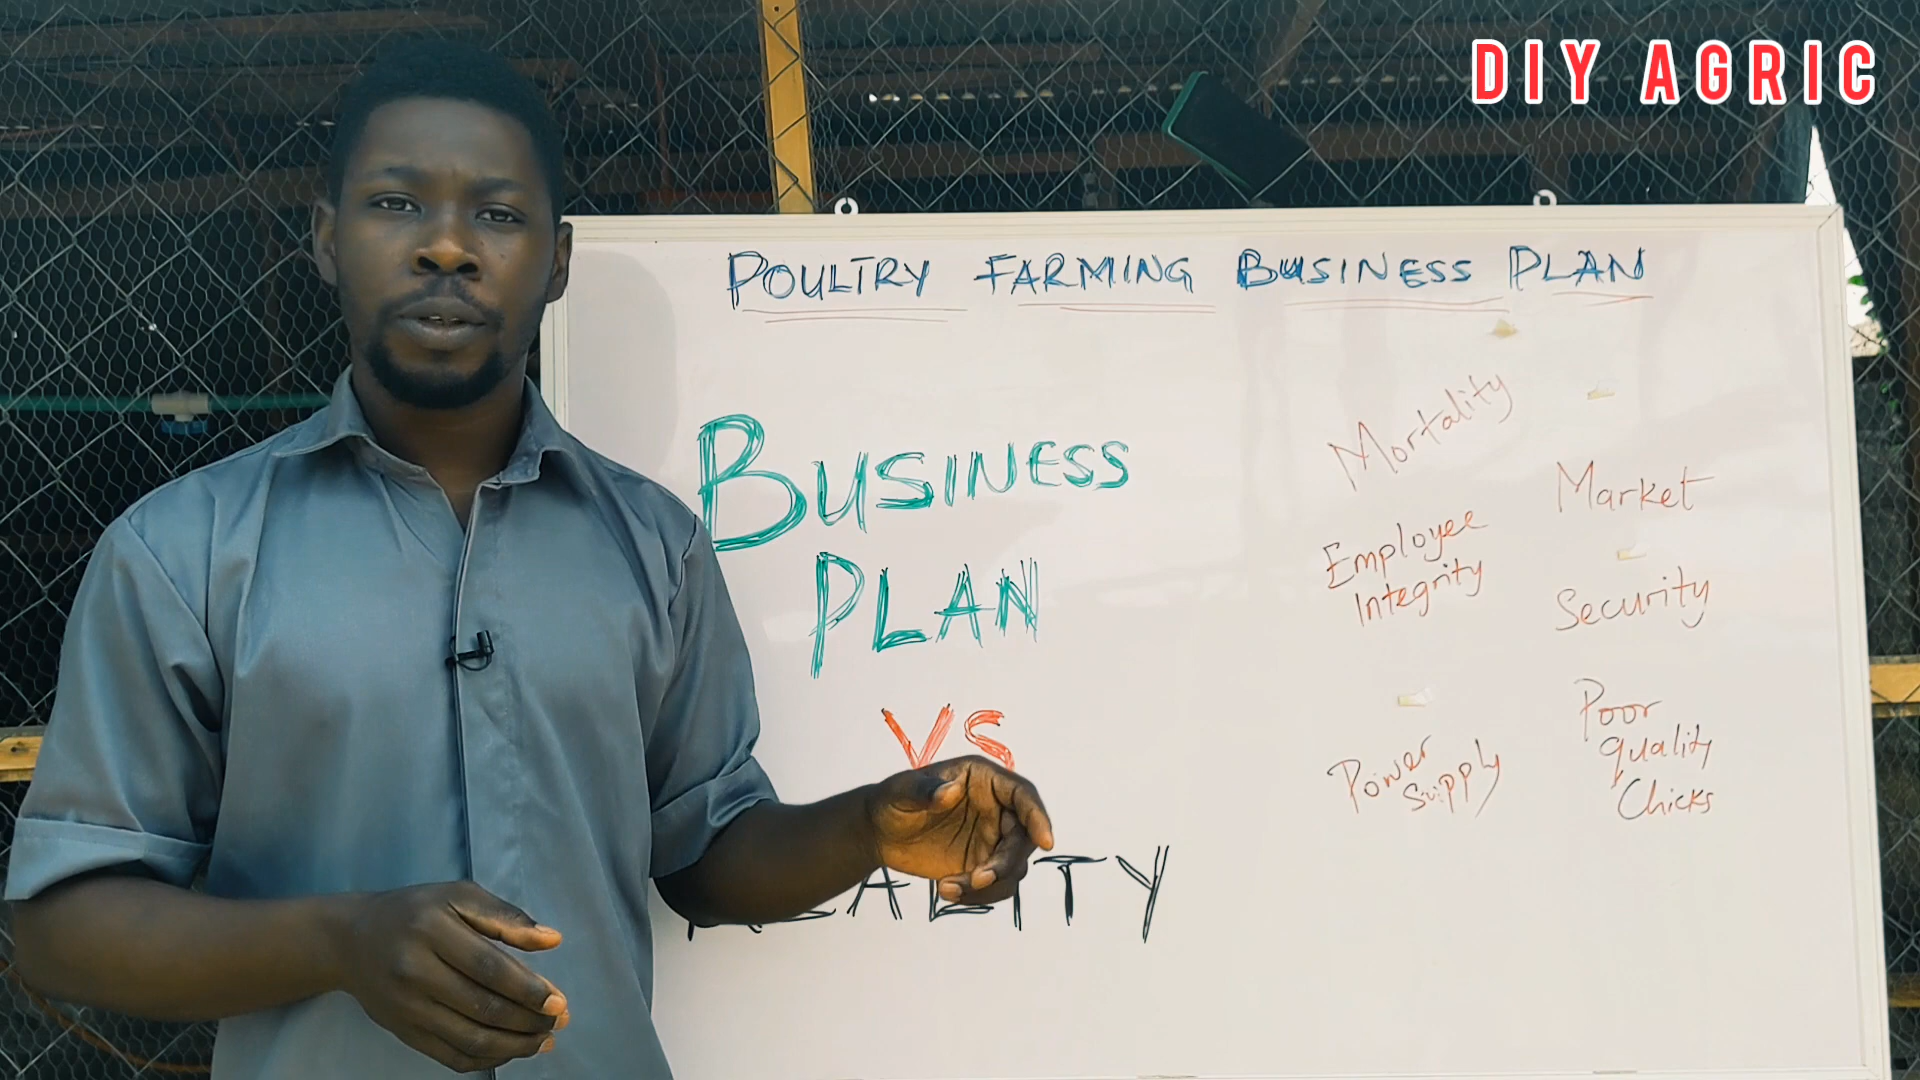 DIY AGRIC
POULTRY FARMING BUSINESS PLAN
BUSINESS
PLAN
VS
Mortality
Employee
Integrity
Power
Supply
Market
Security
Poor
quality
Chicks